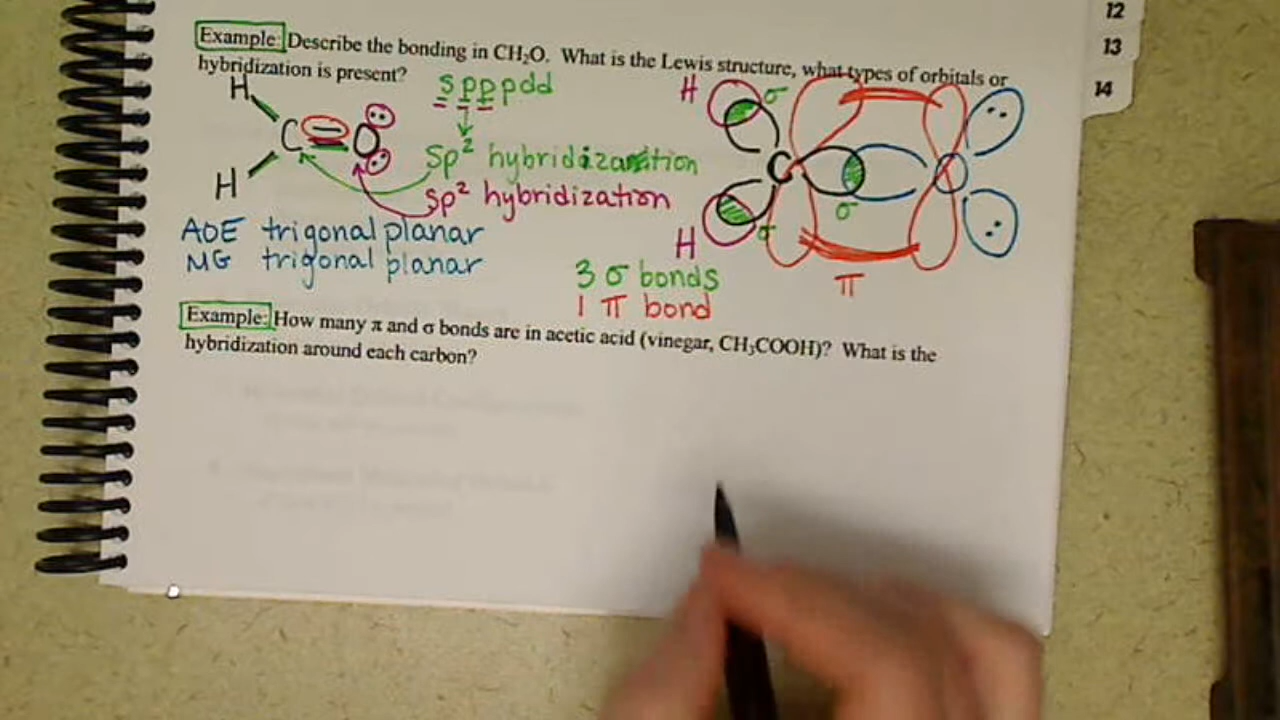 12
13
14
Example: Describe the bonding in CH₂O. What is the Lewis structure, what types of orbitals or
hybridization is present?
s p p p d d
H
C O
H
sp² hybridization
sp² hybridization
AOE trigonal planar
MG trigonal planar
H σ
C O
σ
H σ
π
3 σ bonds
1 π bond
Example: How many π and σ bonds are in acetic acid (vinegar, CH₃COOH)? What is the
hybridization around each carbon?